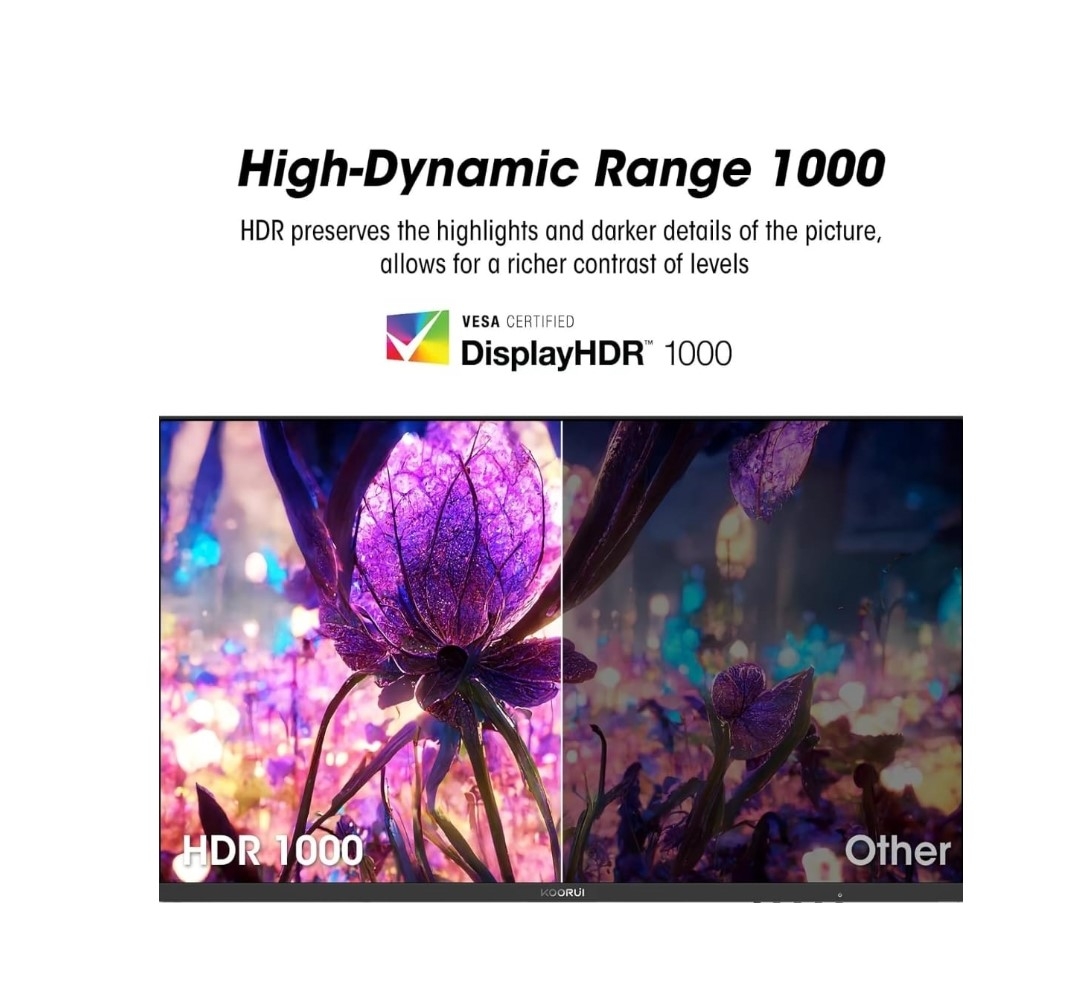 High-Dynamic Range 1000
HDR preserves the highlights and darker details of the picture,
allows for a richer contrast of levels
VESA CERTIFIED
DisplayHDR™ 1000
HDR 1000
Other
KOORUI